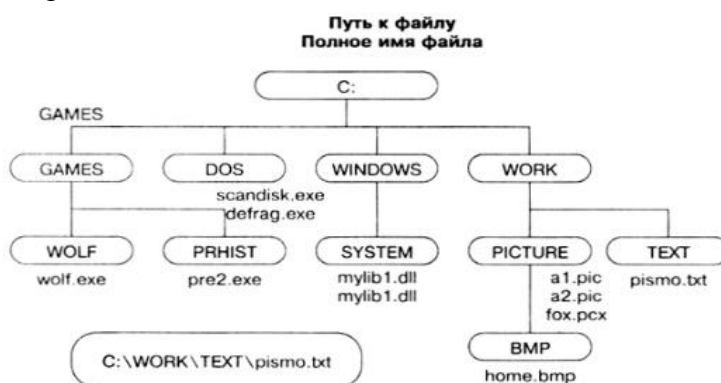 Путь к файлу
Полное имя файла
C:
GAMES
GAMES DOS WINDOWS WORK
scandisk.exe
defrag.exe
WOLF PRHIST SYSTEM PICTURE TEXT
wolf.exe pre2.exe mylib1.dll a1.pic pismo.txt
mylib1.dll a2.pic
fox.pcx
C:\WORK\TEXT\pismo.txt
BMP
home.bmp